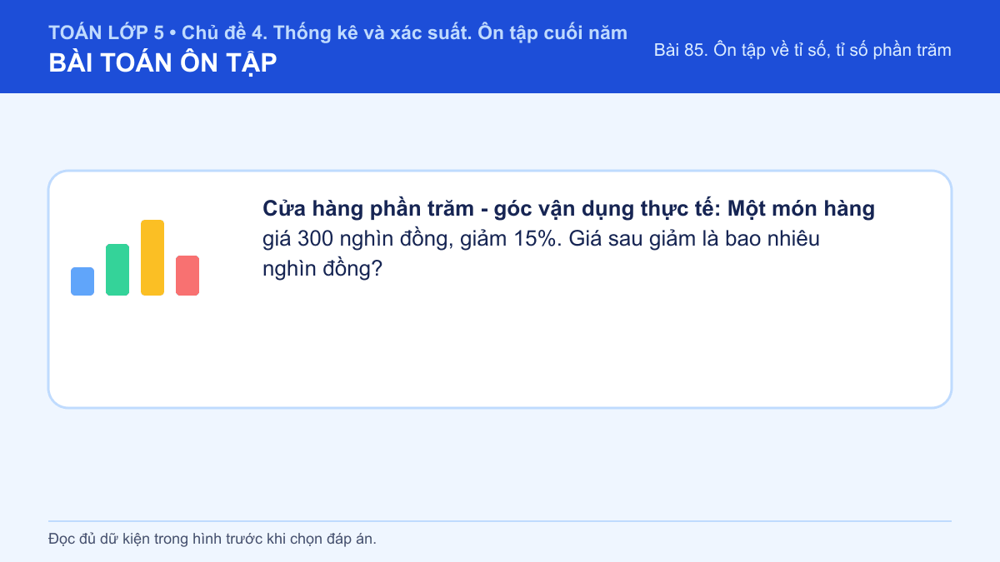 TOÁN LỚP 5 • Chủ đề 4. Thống kê và xác suất. Ôn tập cuối năm
BÀI TOÁN ÔN TẬP
Bài 85. Ôn tập về tỉ số, tỉ số phần trăm
Cửa hàng phần trăm - góc vận dụng thực tế: Một món hàng
giá 300 nghìn đồng, giảm 15%. Giá sau giảm là bao nhiêu
nghìn đồng?
Đọc đủ dữ kiện trong hình trước khi chọn đáp án.